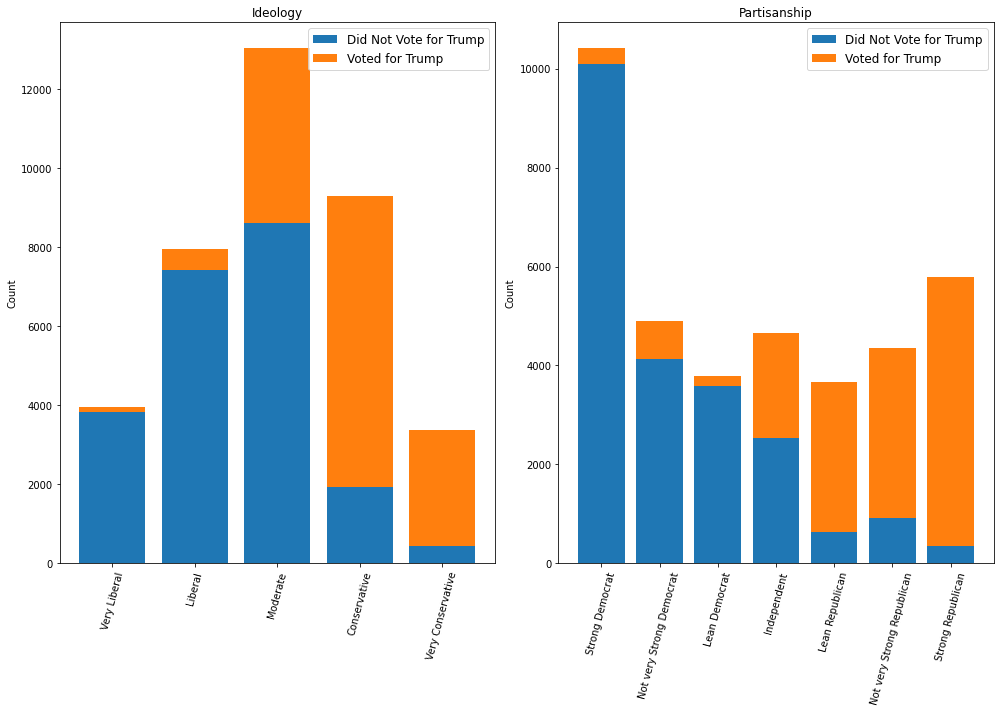 Ideology
Did Not Vote for Trump
Voted for Trump
Count
12000
10000
8000
6000
4000
2000
0
Very Liberal
Liberal
Moderate
Conservative
Very Conservative
Partisanship
Did Not Vote for Trump
Voted for Trump
Count
10000
8000
6000
4000
2000
0
Strong Democrat
Not very Strong Democrat
Lean Democrat
Independent
Lean Republican
Not very Strong Republican
Strong Republican